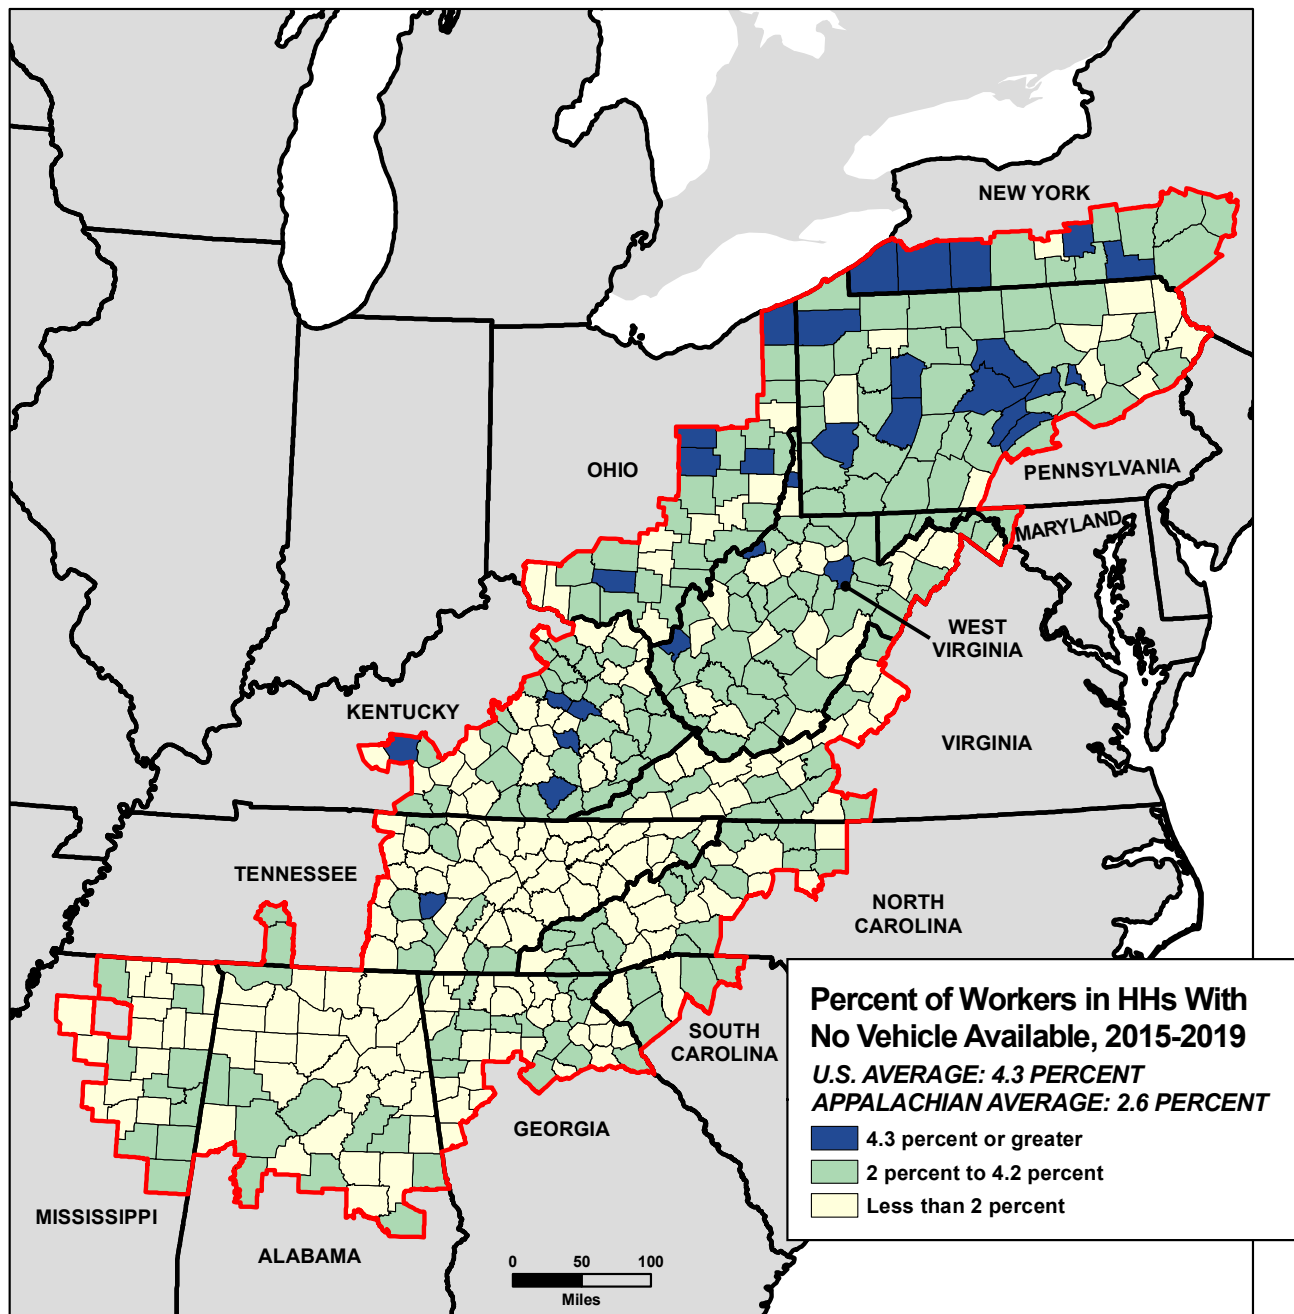 NEW YORK
OHIO
PENNSYLVANIA
MARYLAND
WEST
VIRGINIA
KENTUCKY
VIRGINIA
TENNESSEE
NORTH
CAROLINA
SOUTH
CAROLINA
GEORGIA
MISSISSIPPI
ALABAMA
Percent of Workers in HHs With
No Vehicle Available, 2015-2019
U.S. AVERAGE: 4.3 PERCENT
APPALACHIAN AVERAGE: 2.6 PERCENT
4.3 percent or greater
2 percent to 4.2 percent
Less than 2 percent
0 50 100
Miles